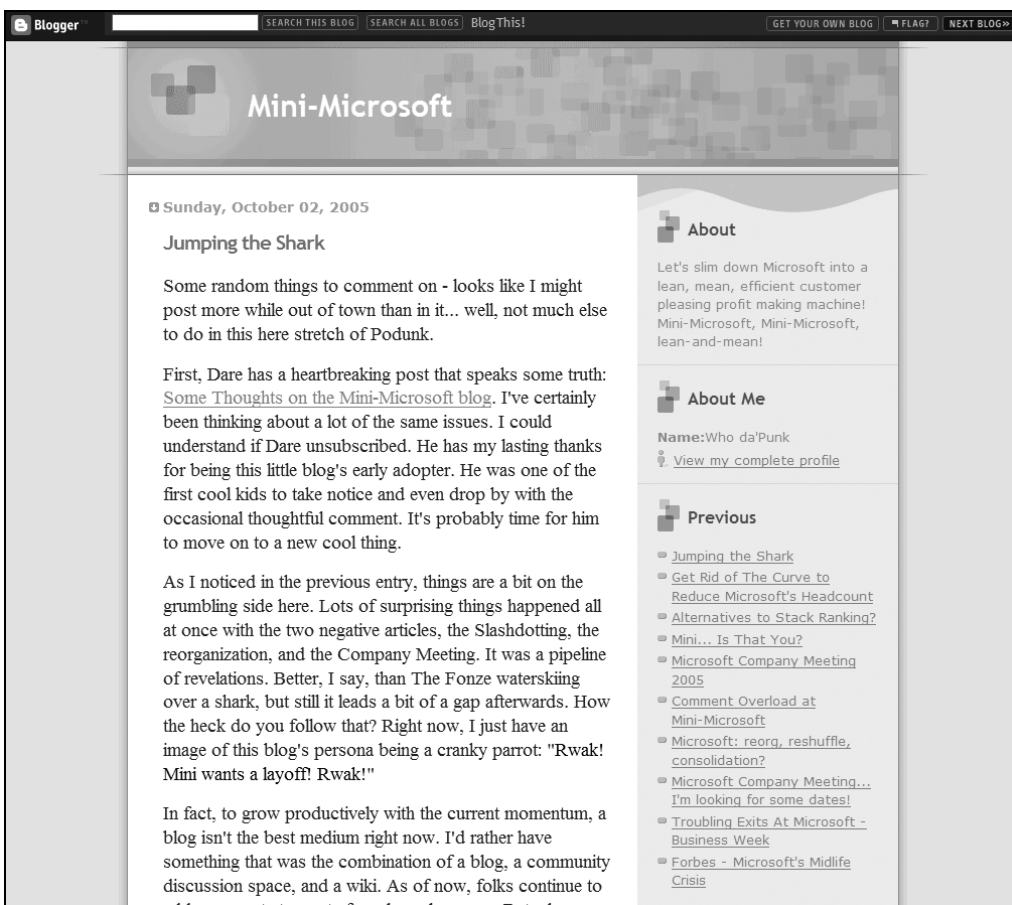 Blogger
SEARCH THIS BLOG SEARCH ALL BLOGS BlogThis! GET YOUR OWN BLOG FLAG? NEXT BLOG»
Mini-Microsoft
Sunday, October 02, 2005
Jumping the Shark
Some random things to comment on - looks like I might
post more while out of town than in it... well, not much else
to do in this here stretch of Podunk.
First, Dare has a heartbreaking post that speaks some truth:
Some Thoughts on the Mini-Microsoft blog. I've certainly
been thinking about a lot of the same issues. I could
understand if Dare unsubscribed. He has my lasting thanks
for being this little blog's early adopter. He was one of the
first cool kids to take notice and even drop by with the
occasional thoughtful comment. It's probably time for him
to move on to a new cool thing.
As I noticed in the previous entry, things are a bit on the
grumbling side here. Lots of surprising things happened all
at once with the two negative articles, the Slashdotting, the
reorganization, and the Company Meeting. It was a pipeline
of revelations. Better, I say, than The Fonze waterskiing
over a shark, but still it leads a bit of a gap afterwards. How
the heck do you follow that? Right now, I just have an
image of this blog's persona being a cranky parrot: "Rwak!
Mini wants a layoff! Rwak!"
In fact, to grow productively with the current momentum, a
blog isn't the best medium right now. I'd rather have
something that was the combination of a blog, a community
discussion space, and a wiki. As of now, folks continue to
About
Let's slim down Microsoft into a
lean, mean, efficient customer
pleasing profit making machine!
Mini-Microsoft, Mini-Microsoft,
lean-and-mean!
About Me
Name:Who da'Punk
View my complete profile
Previous
Jumping the Shark
Get Rid of The Curve to
Reduce Microsoft's Headcount
Alternatives to Stack Ranking?
Mini... Is That You?
Microsoft Company Meeting
2005
Comment Overload at
Mini-Microsoft
Microsoft: reorg, reshuffle,
consolidation?
Microsoft Company Meeting...
I'm looking for some dates!
Troubling Exits At Microsoft -
Business Week
Forbes - Microsoft's Midlife
Crisis